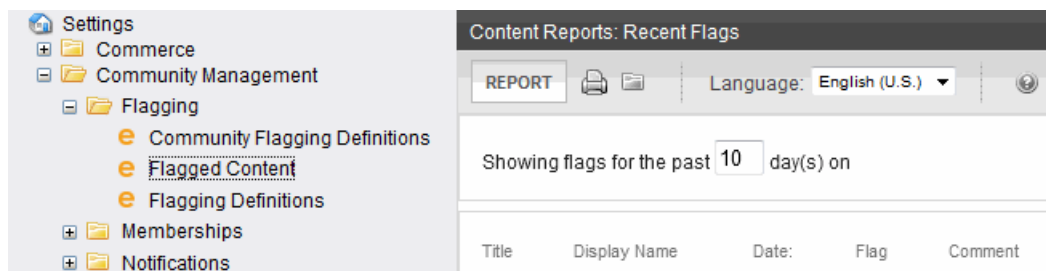 Settings
Commerce
Community Management
Flagging
Community Flagging Definitions
Flagged Content
Flagging Definitions
Memberships
Notifications
Content Reports: Recent Flags
REPORT Language: English (U.S.)
Showing flags for the past 10 day(s) on
Title Display Name Date: Flag Comment